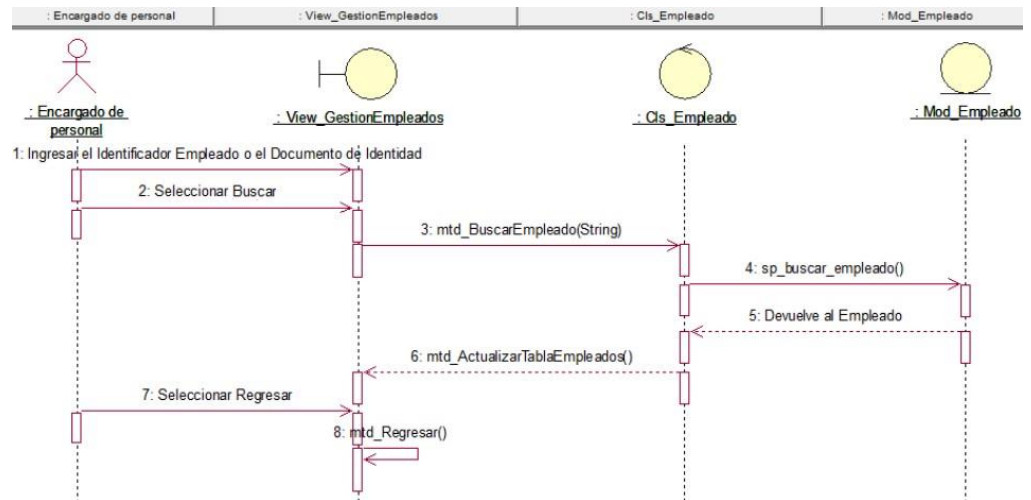 : Encargado de personal
: View_GestionEmpleados
: Cls_Empleado
: Mod_Empleado
: Encargado de
personal
: View_GestionEmpleados
: Cls_Empleado
: Mod_Empleado
1: Ingresar el Identificador Empleado o el Documento de Identidad
2: Seleccionar Buscar
3: mtd_BuscarEmpleado(String)
4: sp_buscar_empleado()
5: Devuelve al Empleado
6: mtd_ActualizarTablaEmpleados()
7: Seleccionar Regresar
8: mtd_Regresar()